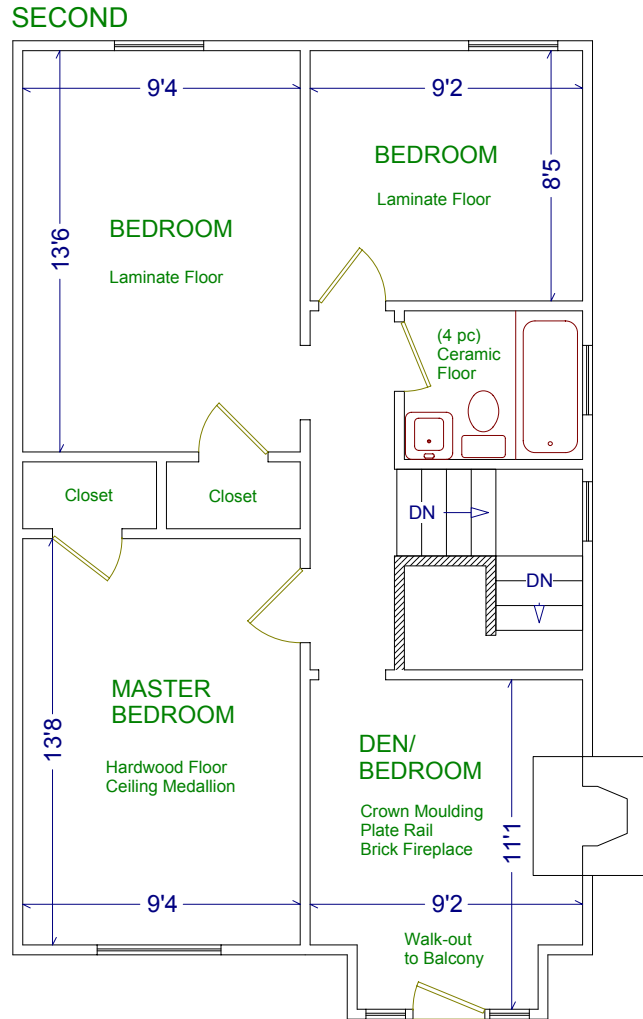 SECOND
9'4
9'2
BEDROOM
Laminate Floor
8'5
BEDROOM
Laminate Floor
13'6
(4 pc)
Ceramic
Floor
Closet
Closet
DN
DN
MASTER
BEDROOM
Hardwood Floor
Ceiling Medallion
13'8
9'4
DEN/
BEDROOM
Crown Moulding
Plate Rail
Brick Fireplace
11'1
9'2
Walk-out
to Balcony